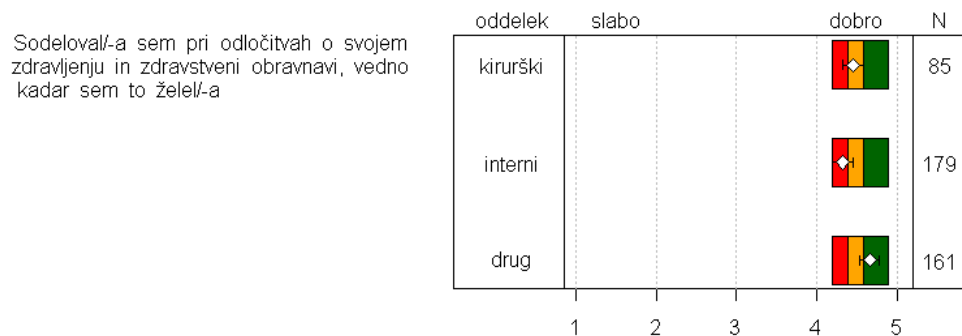 oddelek slabo dobro N
Sodeloval/-a sem pri odločitvah o svojem
zdravljenju in zdravstveni obravnavi, vedno
kadar sem to želel/-a
kirurški 85
interni 179
drug 161
1 2 3 4 5